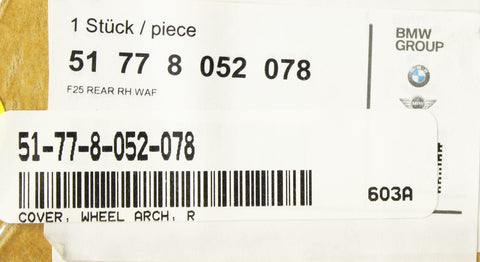 1 Stück / piece
51 77 8 052 078
F25 REAR RH WAF
BMW
GROUP
51-77-8-052-078
603A
COVER, WHEEL ARCH, R